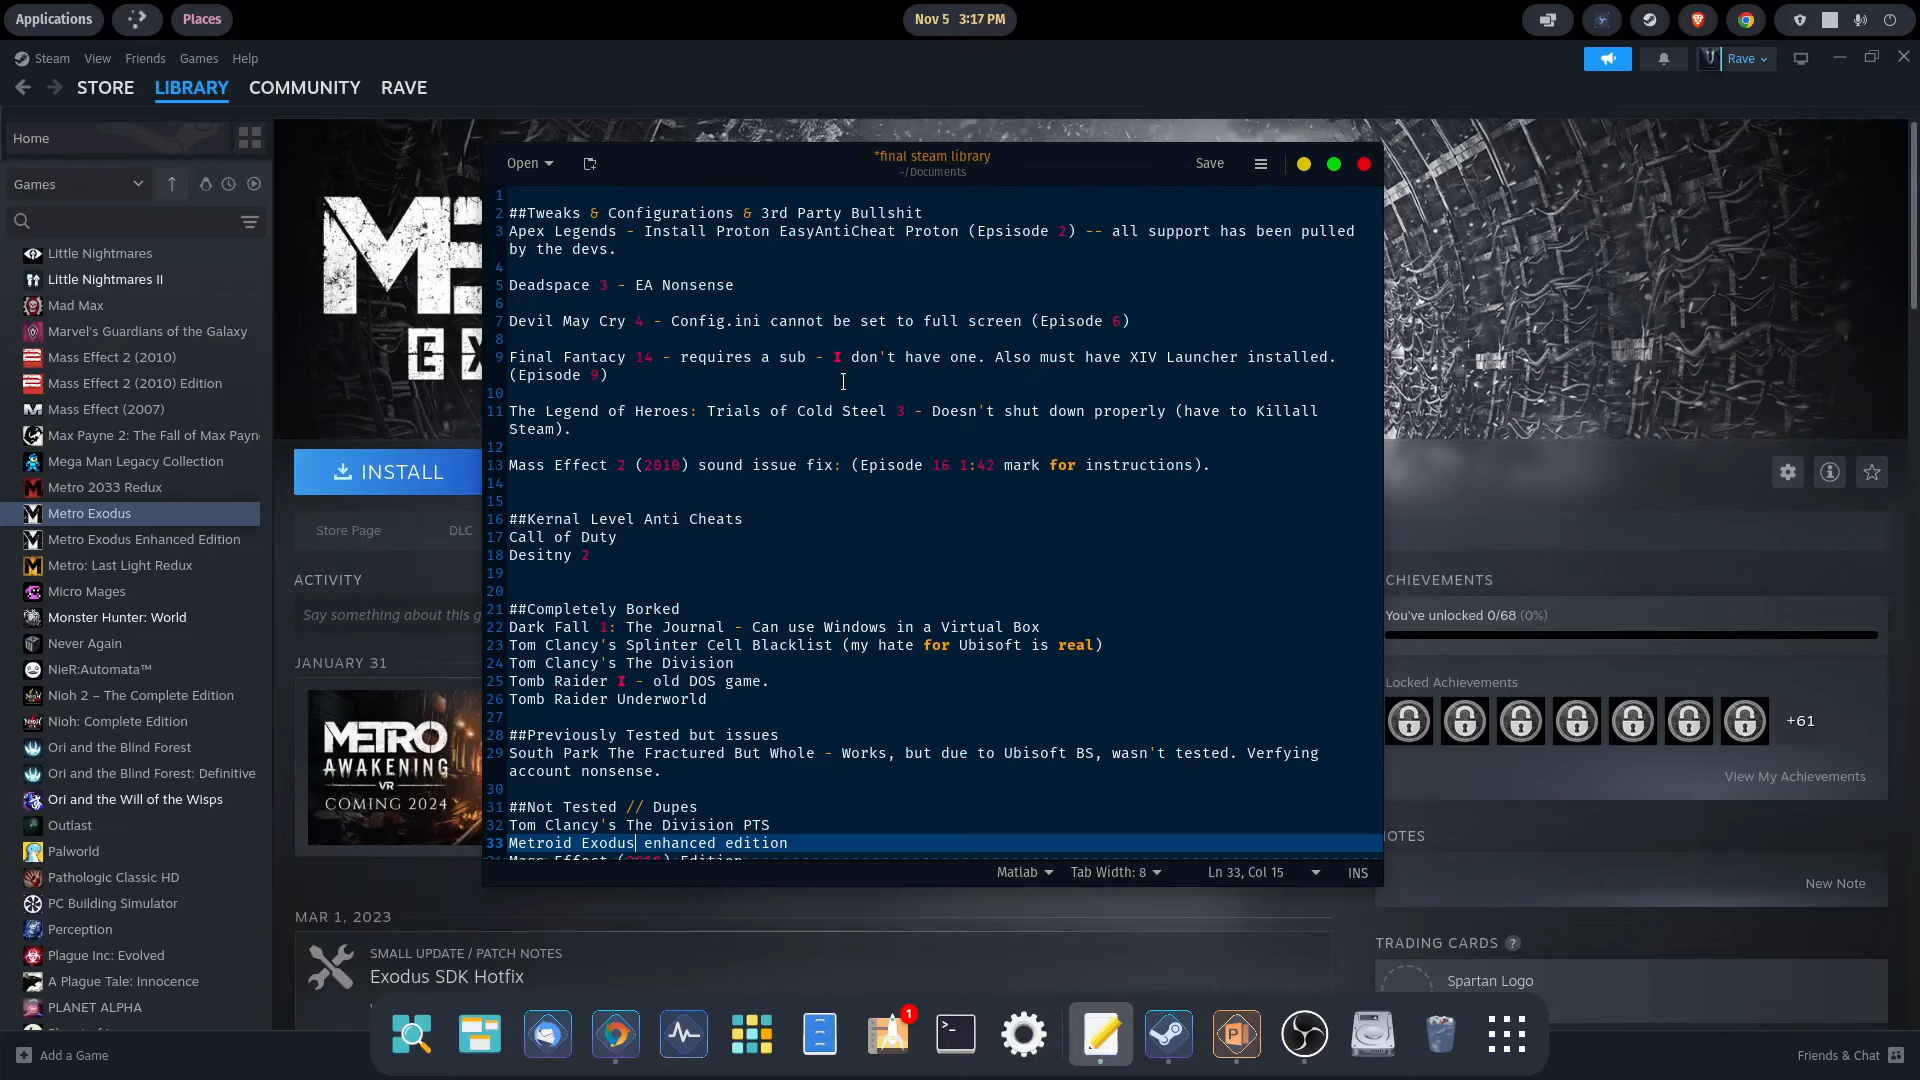 Applications
Places
Nov 5 3:17 PM
Steam View Friends Games Help
Rave
STORE LIBRARY COMMUNITY RAVE
Home
Games
Little Nightmares
Little Nightmares II
Mad Max
Marvel's Guardians of the Galaxy
Mass Effect 2 (2010)
Mass Effect 2 (2010) Edition
Mass Effect (2007)
Max Payne 2: The Fall of Max Payn
Mega Man Legacy Collection
Metro 2033 Redux
Metro Exodus
Metro Exodus Enhanced Edition
Metro: Last Light Redux
Micro Mages
Monster Hunter: World
Never Again
NieR:Automata™
Nioh 2 – The Complete Edition
Nioh: Complete Edition
Ori and the Blind Forest
Ori and the Blind Forest: Definitive
Ori and the Will of the Wisps
Outlast
Palworld
Pathologic Classic HD
PC Building Simulator
Perception
Plague Inc: Evolved
A Plague Tale: Innocence
PLANET ALPHA
Add a Game
INSTALL
Store Page DLC
ACTIVITY
Say something about this g
JANUARY 31
METRO
AWAKENING
VR
COMING 2024
MAR 1, 2023
SMALL UPDATE / PATCH NOTES
Exodus SDK Hotfix
Open
*final steam library
~/Documents
Save
1
2 ##Tweaks & Configurations & 3rd Party Bullshit
3 Apex Legends - Install Proton EasyAntiCheat Proton (Epsisode 2) -- all support has been pulled
by the devs.
4
5 Deadspace 3 - EA Nonsense
6
7 Devil May Cry 4 - Config.ini cannot be set to full screen (Episode 6)
8
9 Final Fantacy 14 - requires a sub - I don't have one. Also must have XIV Launcher installed.
(Episode 9)
10
11 The Legend of Heroes: Trials of Cold Steel 3 - Doesn't shut down properly (have to Killall
Steam).
12
13 Mass Effect 2 (2010) sound issue fix: (Episode 16 1:42 mark for instructions).
14
15
16 ##Kernal Level Anti Cheats
17 Call of Duty
18 Desitny 2
19
20
21 ##Completely Borked
22 Dark Fall 1: The Journal - Can use Windows in a Virtual Box
23 Tom Clancy's Splinter Cell Blacklist (my hate for Ubisoft is real)
24 Tom Clancy's The Division
25 Tomb Raider I - old DOS game.
26 Tomb Raider Underworld
27
28 ##Previously Tested but issues
29 South Park The Fractured But Whole - Works, but due to Ubisoft BS, wasn't tested. Verfying
account nonsense.
30
31 ##Not Tested // Dupes
32 Tom Clancy's The Division PTS
33 Metroid Exodus enhanced edition
Mass Effect (2010) Edition
Matlab Tab Width: 8 Ln 33, Col 15 INS
CHIEVEMENTS
You've unlocked 0/68 (0%)
Locked Achievements
+61
View My Achievements
OTES
New Note
TRADING CARDS ?
Spartan Logo
1
Friends & Chat